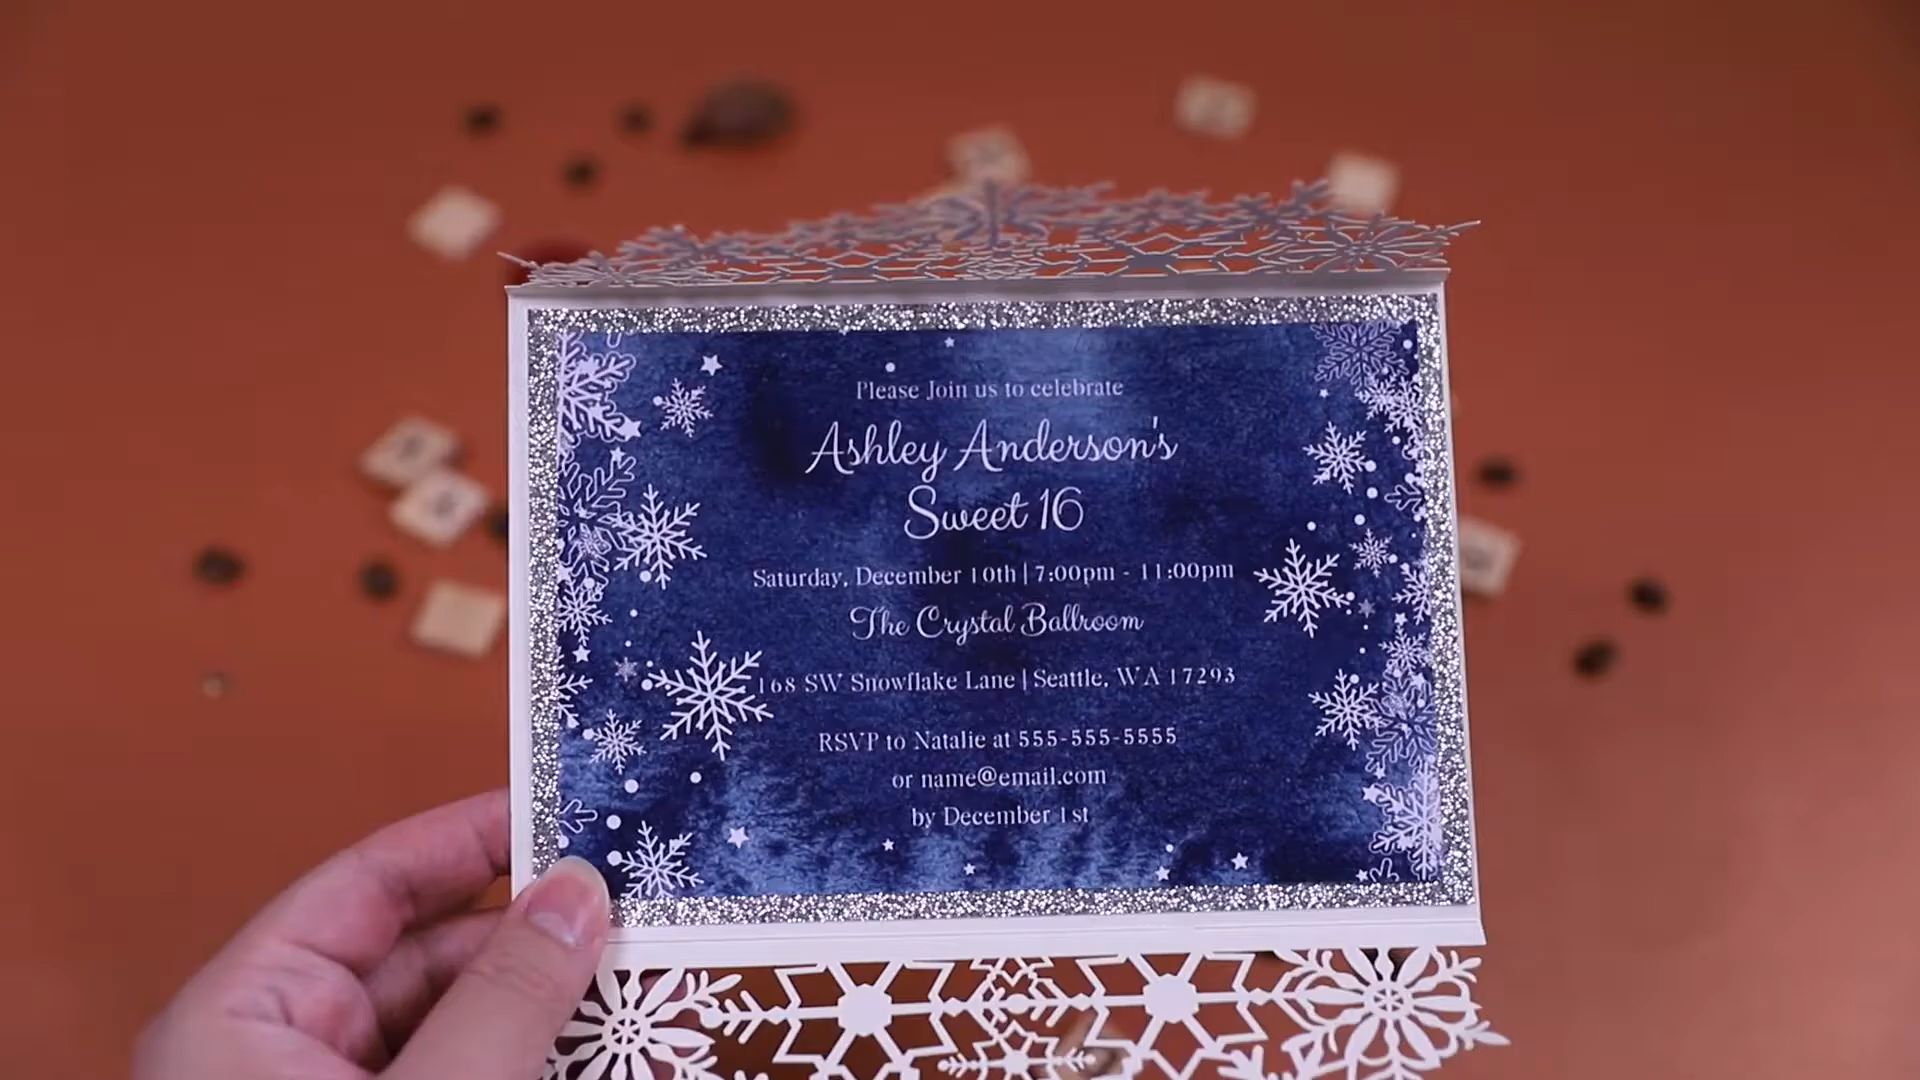 Please Join us to celebrate
Ashley Anderson's
Sweet 16
Saturday, December 10th | 7:00pm - 11:00pm
The Crystal Ballroom
168 SW Snowflake Lane | Seattle, WA 17293
RSVP to Natalie at 555-555-5555
or name@email.com
by December 1st